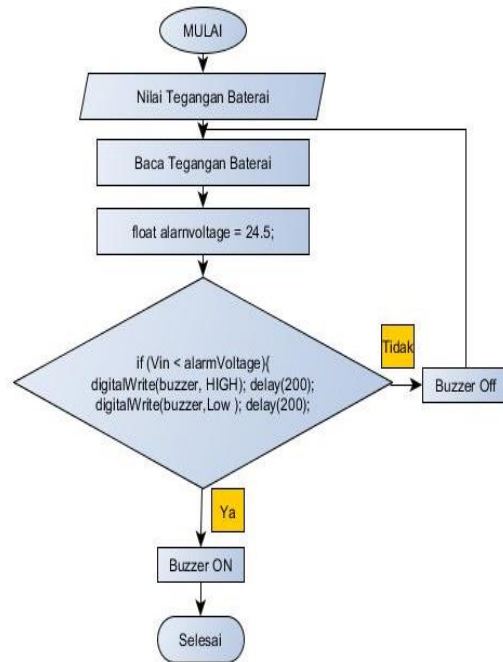 MULAI
Nilai Tegangan Baterai
Baca Tegangan Baterai
float alarnvoltage = 24.5;
if (Vin < alarmVoltage){
digitalWrite(buzzer, HIGH); delay(200);
digitalWrite(buzzer,Low ); delay(200);
Tidak
Buzzer Off
Ya
Buzzer ON
Selesai